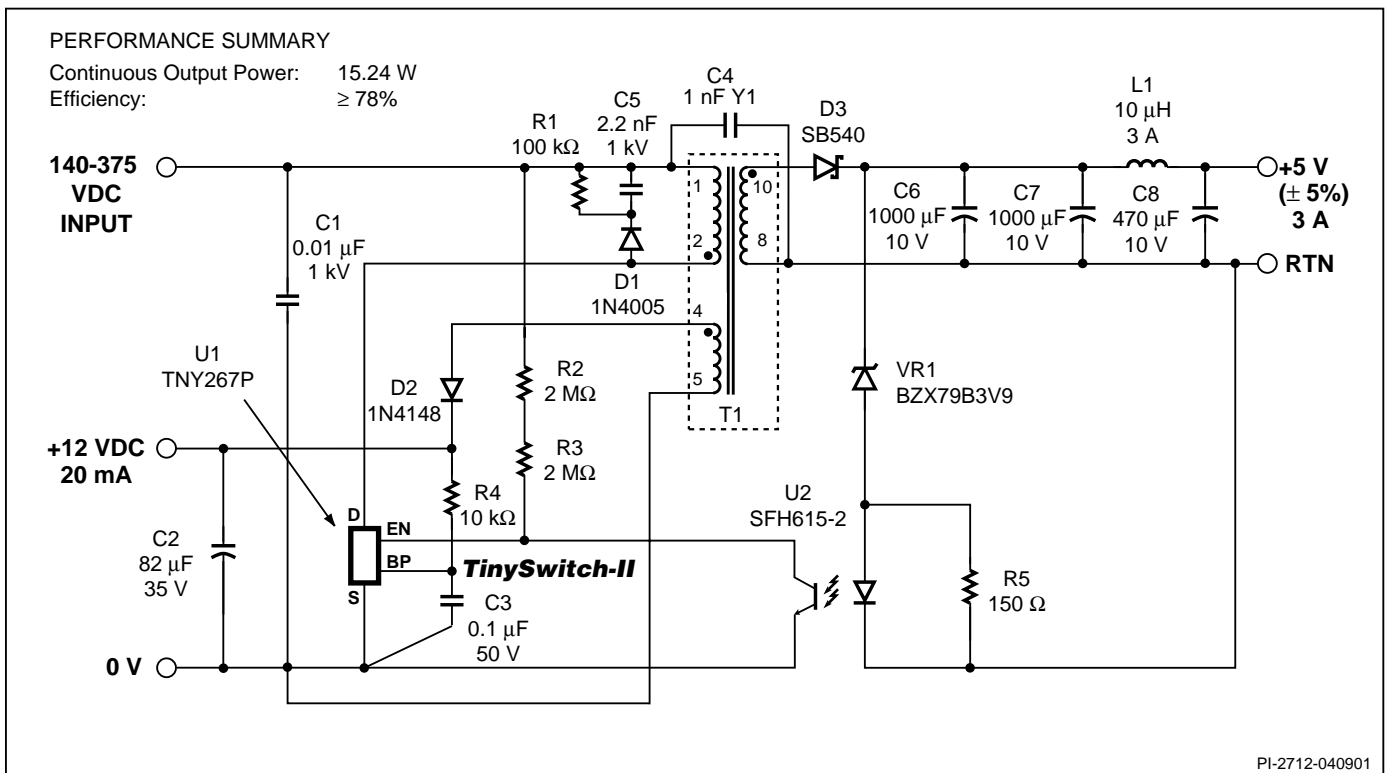 PERFORMANCE SUMMARY
Continuous Output Power: 15.24 W
Efficiency: ≥ 78%
C5
2.2 nF
1 kV
C4
1 nF Y1
R1
100 kΩ
D3
SB540
L1
10 µH
3 A
140-375
VDC
INPUT
+5 V
(± 5%)
3 A
RTN
C1
0.01 µF
1 kV
1
2
10
8
C6
1000 µF
10 V
C7
1000 µF
10 V
C8
470 µF
10 V
D1
1N4005
4
5
T1
U1
TNY267P
D2
1N4148
R2
2 MΩ
R3
2 MΩ
VR1
BZX79B3V9
+12 VDC
20 mA
R4
10 kΩ
U2
SFH615-2
C2
82 µF
35 V
D
EN
BP
S
TinySwitch-II
C3
0.1 µF
50 V
R5
150 Ω
0 V
PI-2712-040901